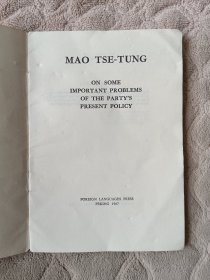 MAO TSE-TUNG
ON SOME
IMPORTANT PROBLEMS
OF THE PARTY'S
PRESENT POLICY
FOREIGN LANGUAGES PRESS
PEKING 1967